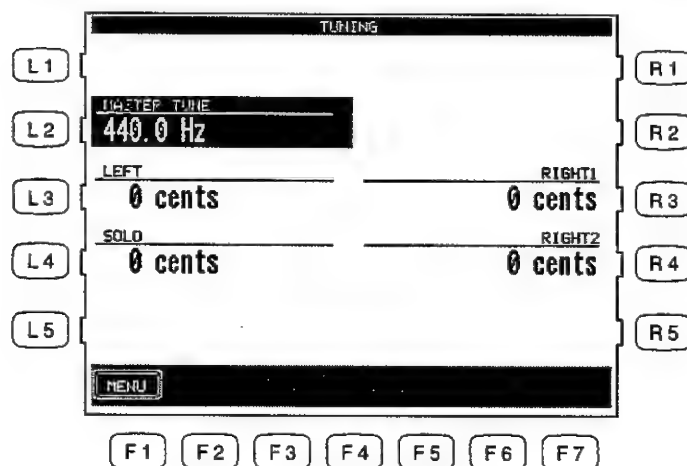 TUNING
L1
R1
MASTER TUNE
L2
440.0 Hz
R2
LEFT
RIGHT1
L3
0 cents
0 cents
R3
SOLO
RIGHT2
L4
0 cents
0 cents
R4
L5
R5
MENU
F1 F2 F3 F4 F5 F6 F7